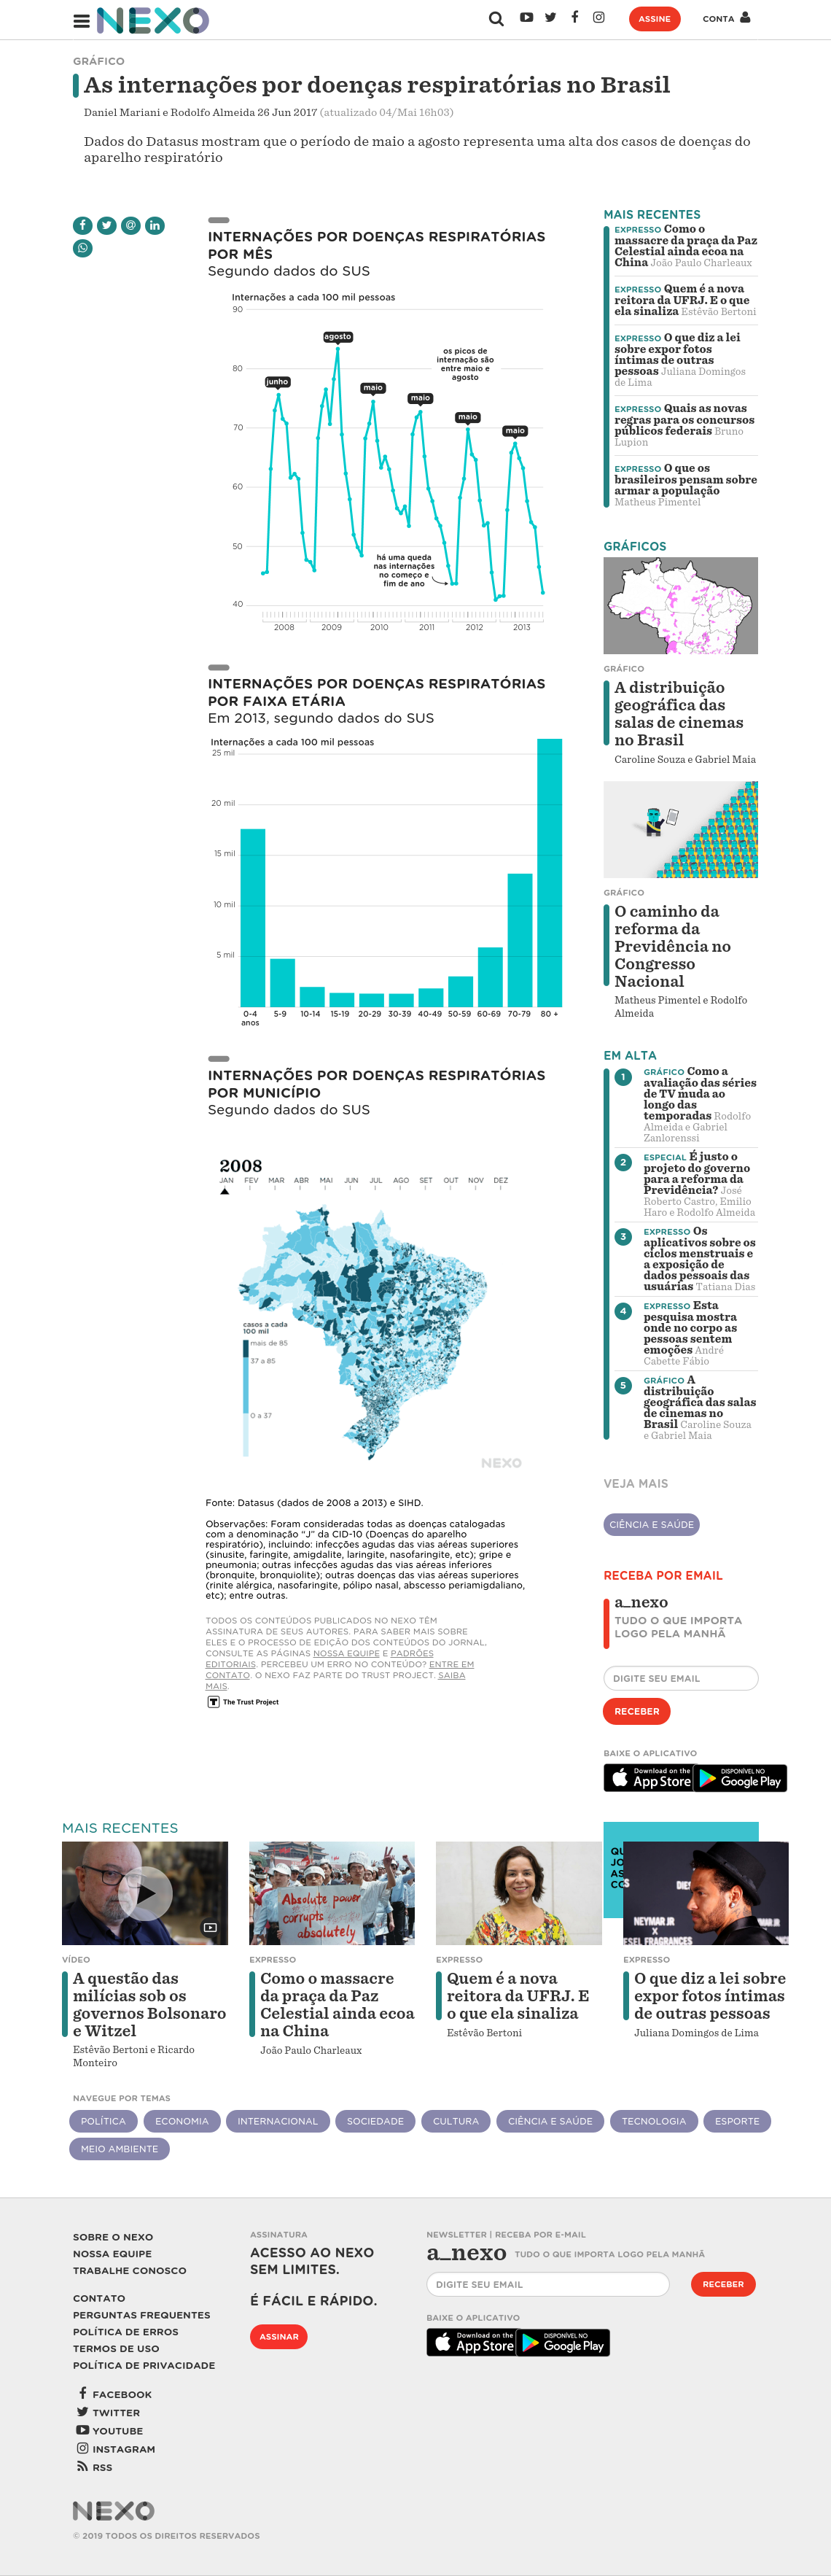 NEXO
ASSINE
CONTA
GRÁFICO
As internações por doenças respiratórias no Brasil
Daniel Mariani e Rodolfo Almeida 26 Jun 2017 (atualizado 04/Mai 16h03)
Dados do Datasus mostram que o período de maio a agosto representa uma alta dos casos de doenças do
aparelho respiratório
INTERNAÇÕES POR DOENÇAS RESPIRATÓRIAS
POR MÊS
Segundo dados do SUS
Internações a cada 100 mil pessoas
90
80
70
60
50
40
junho
agosto
maio
maio
maio
maio
os picos de
internação são
entre maio e
agosto
há uma queda
nas internações
no começo e
fim de ano
2008
2009
2010
2011
2012
2013
INTERNAÇÕES POR DOENÇAS RESPIRATÓRIAS
POR FAIXA ETÁRIA
Em 2013, segundo dados do SUS
Internações a cada 100 mil pessoas
25 mil
20 mil
15 mil
10 mil
5 mil
0-4
anos
5-9
10-14
15-19
20-29
30-39
40-49
50-59
60-69
70-79
80 +
INTERNAÇÕES POR DOENÇAS RESPIRATÓRIAS
POR MUNICÍPIO
Segundo dados do SUS
2008
JAN FEV MAR ABR MAI JUN JUL AGO SET OUT NOV DEZ
casos a cada
100 mil
mais de 85
37 a 85
0 a 37
NEXO
Fonte: Datasus (dados de 2008 a 2013) e SIHD.
Observações: Foram consideradas todas as doenças catalogadas
com a denominação “J” da CID-10 (Doenças do aparelho
respiratório), incluindo: infecções agudas das vias aéreas superiores
(sinusite, faringite, amigdalite, laringite, nasofaringite, etc); gripe e
pneumonia; outras infecções agudas das vias aéreas inferiores
(bronquite, bronquiolite); outras doenças das vias aéreas superiores
(rinite alérgica, nasofaringite, pólipo nasal, abscesso periamigdaliano,
etc); entre outras.
TODOS OS CONTEÚDOS PUBLICADOS NO NEXO TÊM
ASSINATURA DE SEUS AUTORES. PARA SABER MAIS SOBRE
ELES E O PROCESSO DE EDIÇÃO DOS CONTEÚDOS DO JORNAL,
CONSULTE AS PÁGINAS NOSSA EQUIPE E PADRÕES
EDITORIAIS. PERCEBEU UM ERRO NO CONTEÚDO? ENTRE EM
CONTATO. O NEXO FAZ PARTE DO TRUST PROJECT. SAIBA
MAIS.
The Trust Project
MAIS RECENTES
EXPRESSO Como o
massacre da praça da Paz
Celestial ainda ecoa na
China João Paulo Charleaux
EXPRESSO Quem é a nova
reitora da UFRJ. E o que
ela sinaliza Estêvão Bertoni
EXPRESSO O que diz a lei
sobre expor fotos
íntimas de outras
pessoas Juliana Domingos
de Lima
EXPRESSO Quais as novas
regras para os concursos
públicos federais Bruno
Lupion
EXPRESSO O que os
brasileiros pensam sobre
armar a população
Matheus Pimentel
GRÁFICOS
GRÁFICO
A distribuição
geográfica das
salas de cinemas
no Brasil
Caroline Souza e Gabriel Maia
GRÁFICO
O caminho da
reforma da
Previdência no
Congresso
Nacional
Matheus Pimentel e Rodolfo
Almeida
EM ALTA
1
GRÁFICO Como a
avaliação das séries
de TV muda ao
longo das
temporadas Rodolfo
Almeida e Gabriel
Zanlorenssi
2
ESPECIAL É justo o
projeto do governo
para a reforma da
Previdência? José
Roberto Castro, Emilio
Haro e Rodolfo Almeida
3
EXPRESSO Os
aplicativos sobre os
ciclos menstruais e
a exposição de
dados pessoais das
usuárias Tatiana Dias
4
EXPRESSO Esta
pesquisa mostra
onde no corpo as
pessoas sentem
emoções André
Cabette Fábio
5
GRÁFICO A
distribuição
geográfica das salas
de cinemas no
Brasil Caroline Souza
e Gabriel Maia
VEJA MAIS
CIÊNCIA E SAÚDE
RECEBA POR EMAIL
a_nexo
TUDO O QUE IMPORTA
LOGO PELA MANHÃ
DIGITE SEU EMAIL
RECEBER
BAIXE O APLICATIVO
Download on the
App Store
DISPONÍVEL NO
Google Play
MAIS RECENTES
Absolute power
corrupts
absolutely
NEYMAR JR
DIESEL FRAGRANCES
VÍDEO
A questão das
milícias sob os
governos Bolsonaro
e Witzel
Estêvão Bertoni e Ricardo
Monteiro
EXPRESSO
Como o massacre
da praça da Paz
Celestial ainda ecoa
na China
João Paulo Charleaux
EXPRESSO
Quem é a nova
reitora da UFRJ. E
o que ela sinaliza
Estêvão Bertoni
EXPRESSO
O que diz a lei sobre
expor fotos íntimas
de outras pessoas
Juliana Domingos de Lima
NAVEGUE POR TEMAS
POLÍTICA
ECONOMIA
INTERNACIONAL
SOCIEDADE
CULTURA
CIÊNCIA E SAÚDE
TECNOLOGIA
ESPORTE
MEIO AMBIENTE
SOBRE O NEXO
NOSSA EQUIPE
TRABALHE CONOSCO
CONTATO
PERGUNTAS FREQUENTES
POLÍTICA DE ERROS
TERMOS DE USO
POLÍTICA DE PRIVACIDADE
FACEBOOK
TWITTER
YOUTUBE
INSTAGRAM
RSS
ASSINATURA
ACESSO AO NEXO
SEM LIMITES.
É FÁCIL E RÁPIDO.
ASSINAR
NEWSLETTER | RECEBA POR E-MAIL
a_nexo TUDO O QUE IMPORTA LOGO PELA MANHÃ
DIGITE SEU EMAIL
RECEBER
BAIXE O APLICATIVO
Download on the
App Store
DISPONÍVEL NO
Google Play
NEXO
© 2019 TODOS OS DIREITOS RESERVADOS